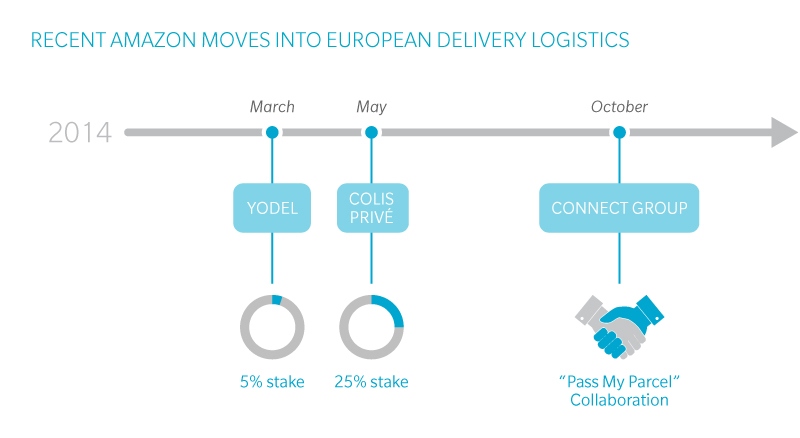 RECENT AMAZON MOVES INTO EUROPEAN DELIVERY LOGISTICS
March
May
October
2014
YODEL
COLIS
PRIVÉ
CONNECT GROUP
5% stake
25% stake
“Pass My Parcel”
Collaboration